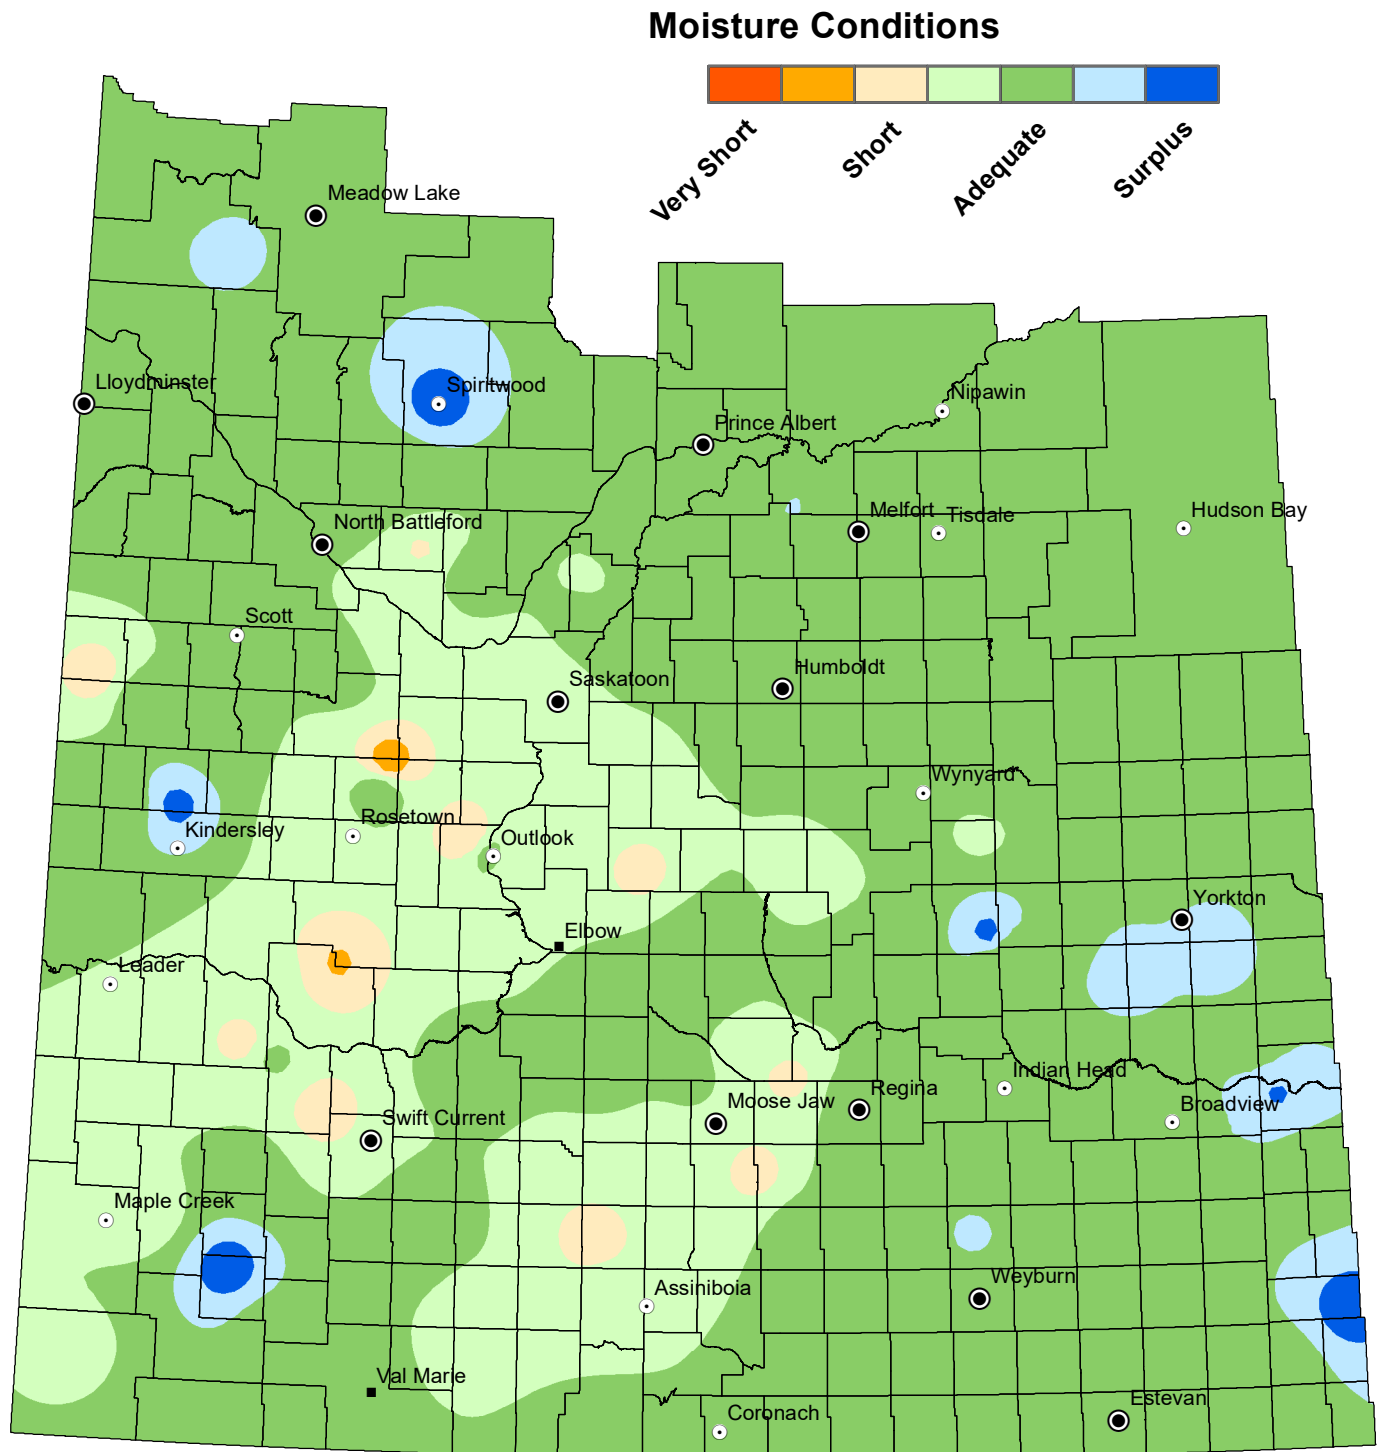 Moisture Conditions
Very Short
Short
Adequate
Surplus
Meadow Lake
Lloydminster
Spiritwood
Nipawin
Prince Albert
Melfort
Tisdale
Hudson Bay
North Battleford
Scott
Saskatoon
Humboldt
Wynyard
Rosetown
Kindersley
Outlook
Yorkton
Elbow
Leader
Indian Head
Regina
Moose Jaw
Broadview
Swift Current
Maple Creek
Weyburn
Assiniboia
Val Marie
Estevan
Coronach